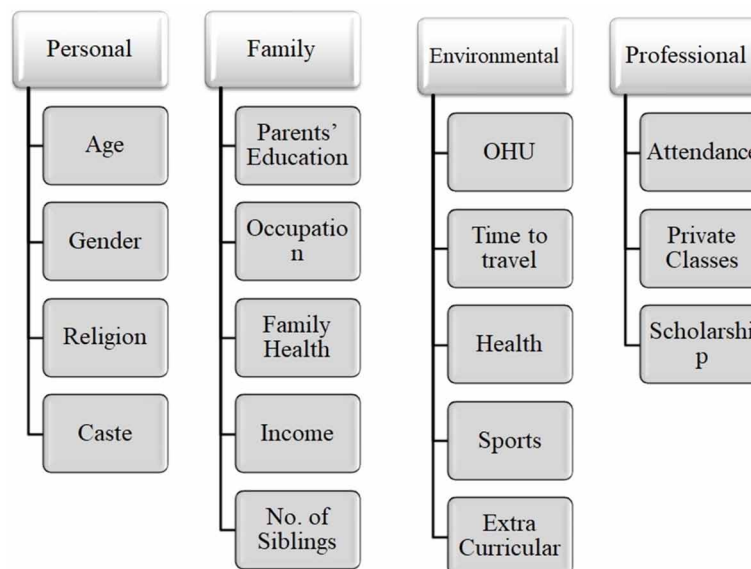 Personal
Age
Gender
Religion
Caste
Family
Parents'
Education
Occupatio
n
Family
Health
Income
No. of
Siblings
Environmental
OHU
Time to
travel
Health
Sports
Extra
Curricular
Professional
Attendance
Private
Classes
Scholarshi
p